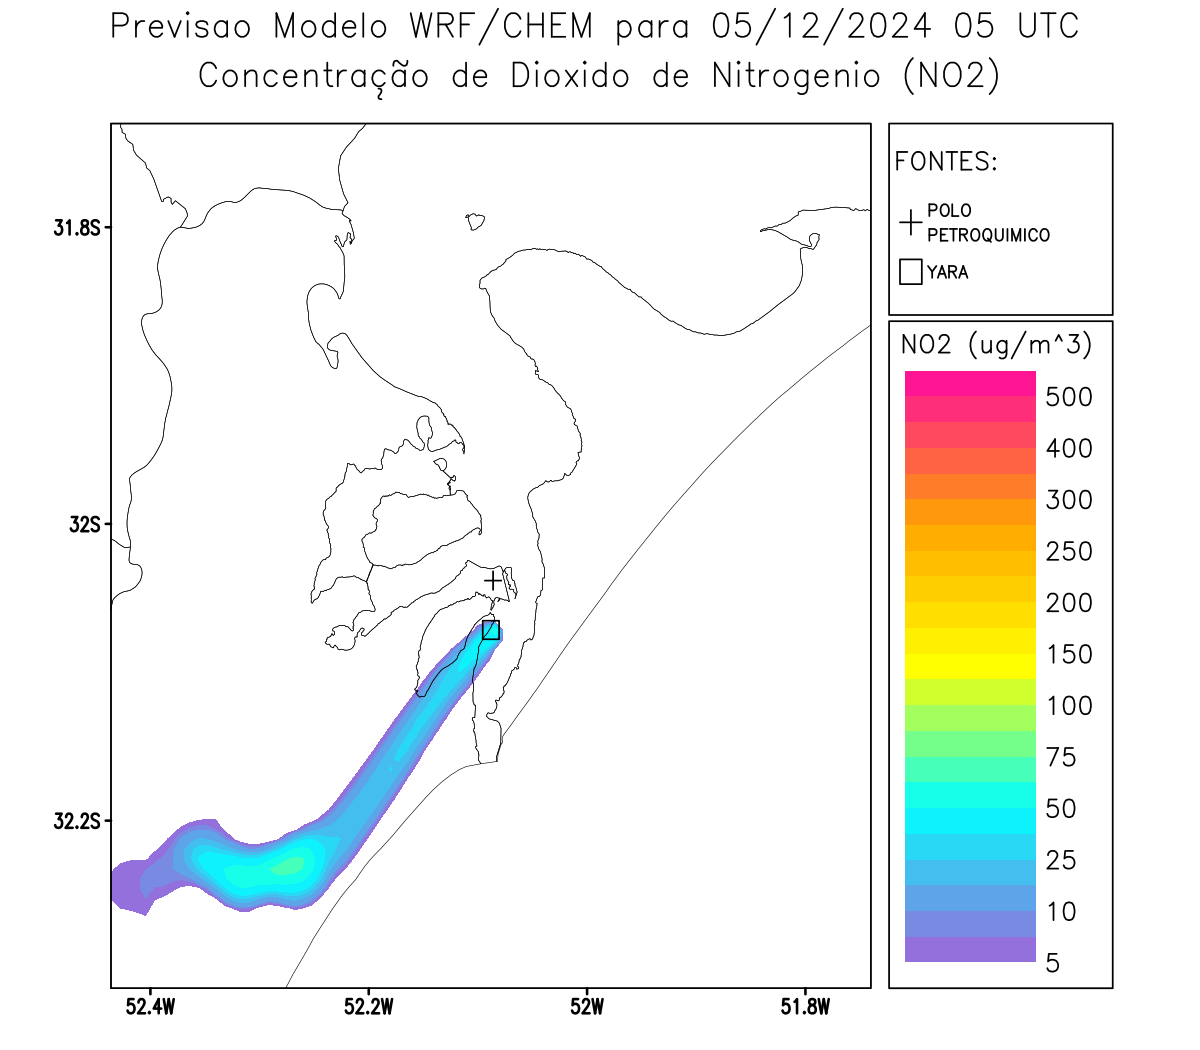 Previsao Modelo WRF/CHEM para 05/12/2024 05 UTC
Concentração de Dioxido de Nitrogenio (NO2)
FONTES:
POLO
PETROQUIMICO
YARA
NO2 (ug/m^3)
500
400
300
250
200
150
100
75
50
25
10
5
31.8S
32S
32.2S
52.4W
52.2W
52W
51.8W